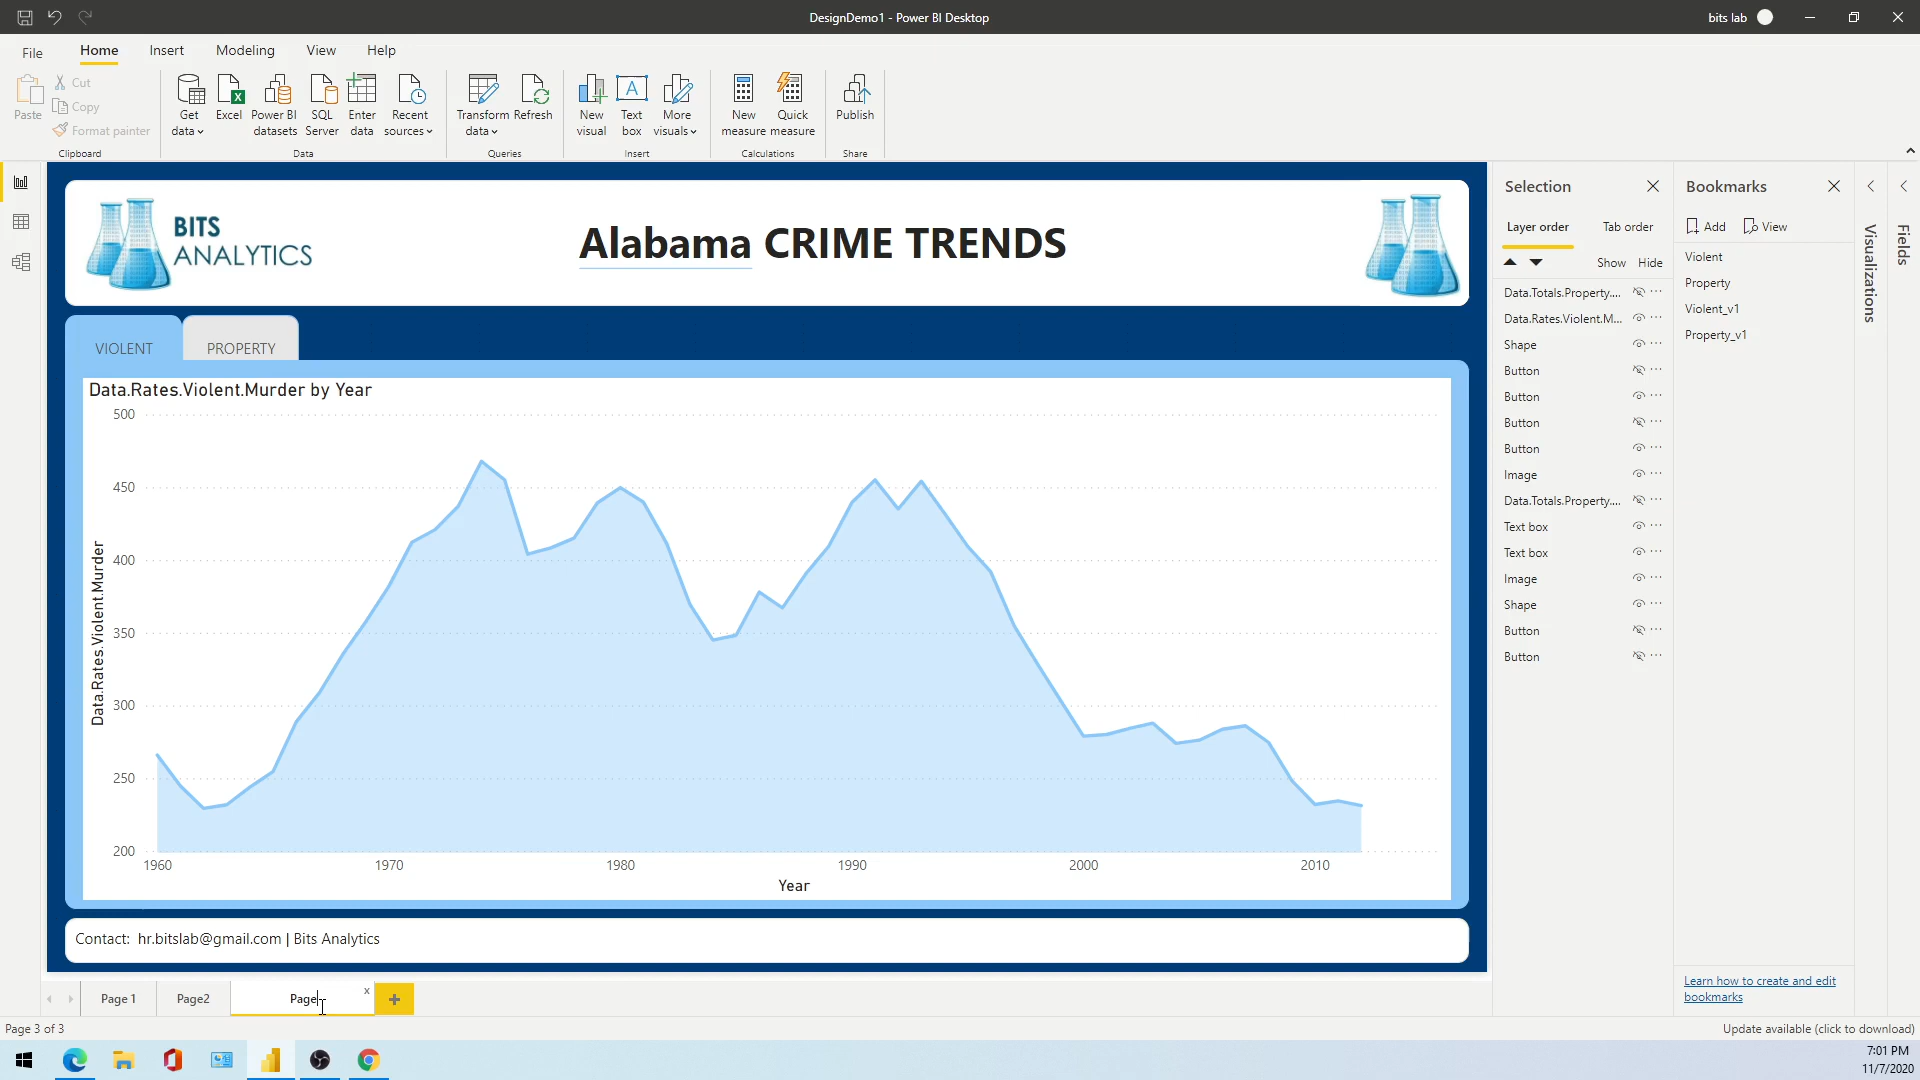 DesignDemo1 - Power BI Desktop
bits lab
File
Home
Insert
Modeling
View
Help
Paste
Cut
Copy
Format painter
Clipboard
Get data
Excel
Power BI datasets
SQL Server
Enter data
Recent sources
Data
Transform data
Refresh
Queries
New visual
Text box
More visuals
Insert
New measure
Quick measure
Calculations
Publish
Share
BITS
ANALYTICS
Alabama CRIME TRENDS
VIOLENT
PROPERTY
Data.Rates.Violent.Murder by Year
500
450
400
350
300
250
200
Data.Rates.Violent.Murder
1960
1970
1980
1990
2000
2010
Year
Contact: hr.bitslab@gmail.com | Bits Analytics
Selection
Layer order
Tab order
Show
Hide
Data.Totals.Property....
Data.Rates.Violent.M...
Shape
Button
Button
Button
Button
Image
Data.Totals.Property....
Text box
Text box
Image
Shape
Button
Button
Bookmarks
Add
View
Violent
Property
Violent_v1
Property_v1
Learn how to create and edit
bookmarks
Visualizations
Fields
Page 1
Page2
Page
x
+
Page 3 of 3
Update available (click to download)
7:01 PM
11/7/2020